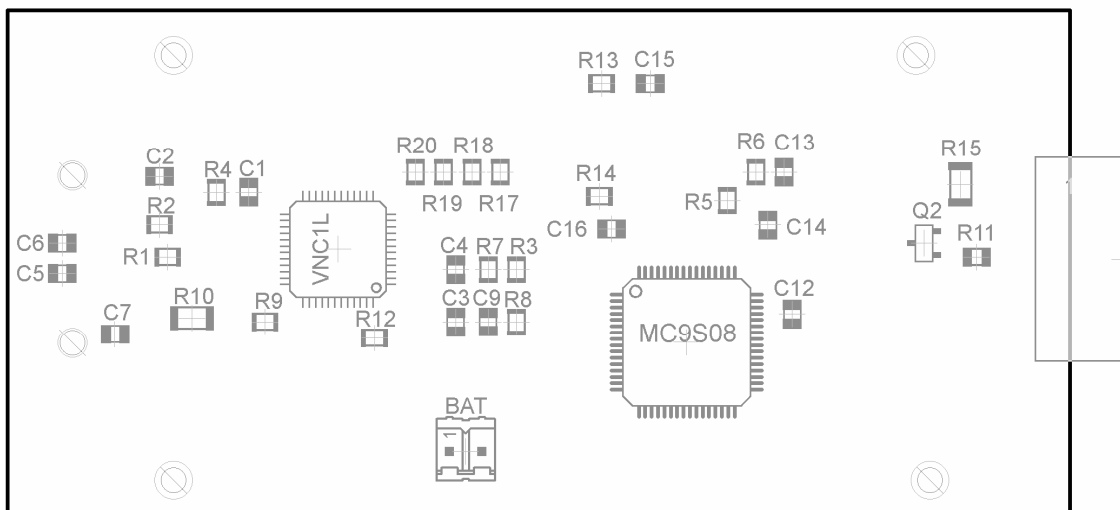 R13 C15
R20 R18 R6 C13
C2 R4 C1 R14 R15
R19 R17 R5
R2 VNC1L C16 C14 Q2
C6 R1 C4 R7 R3 R11
C5
C7 R10 R9 R12 C3 C9 R8 C12
MC9S08
BAT
1